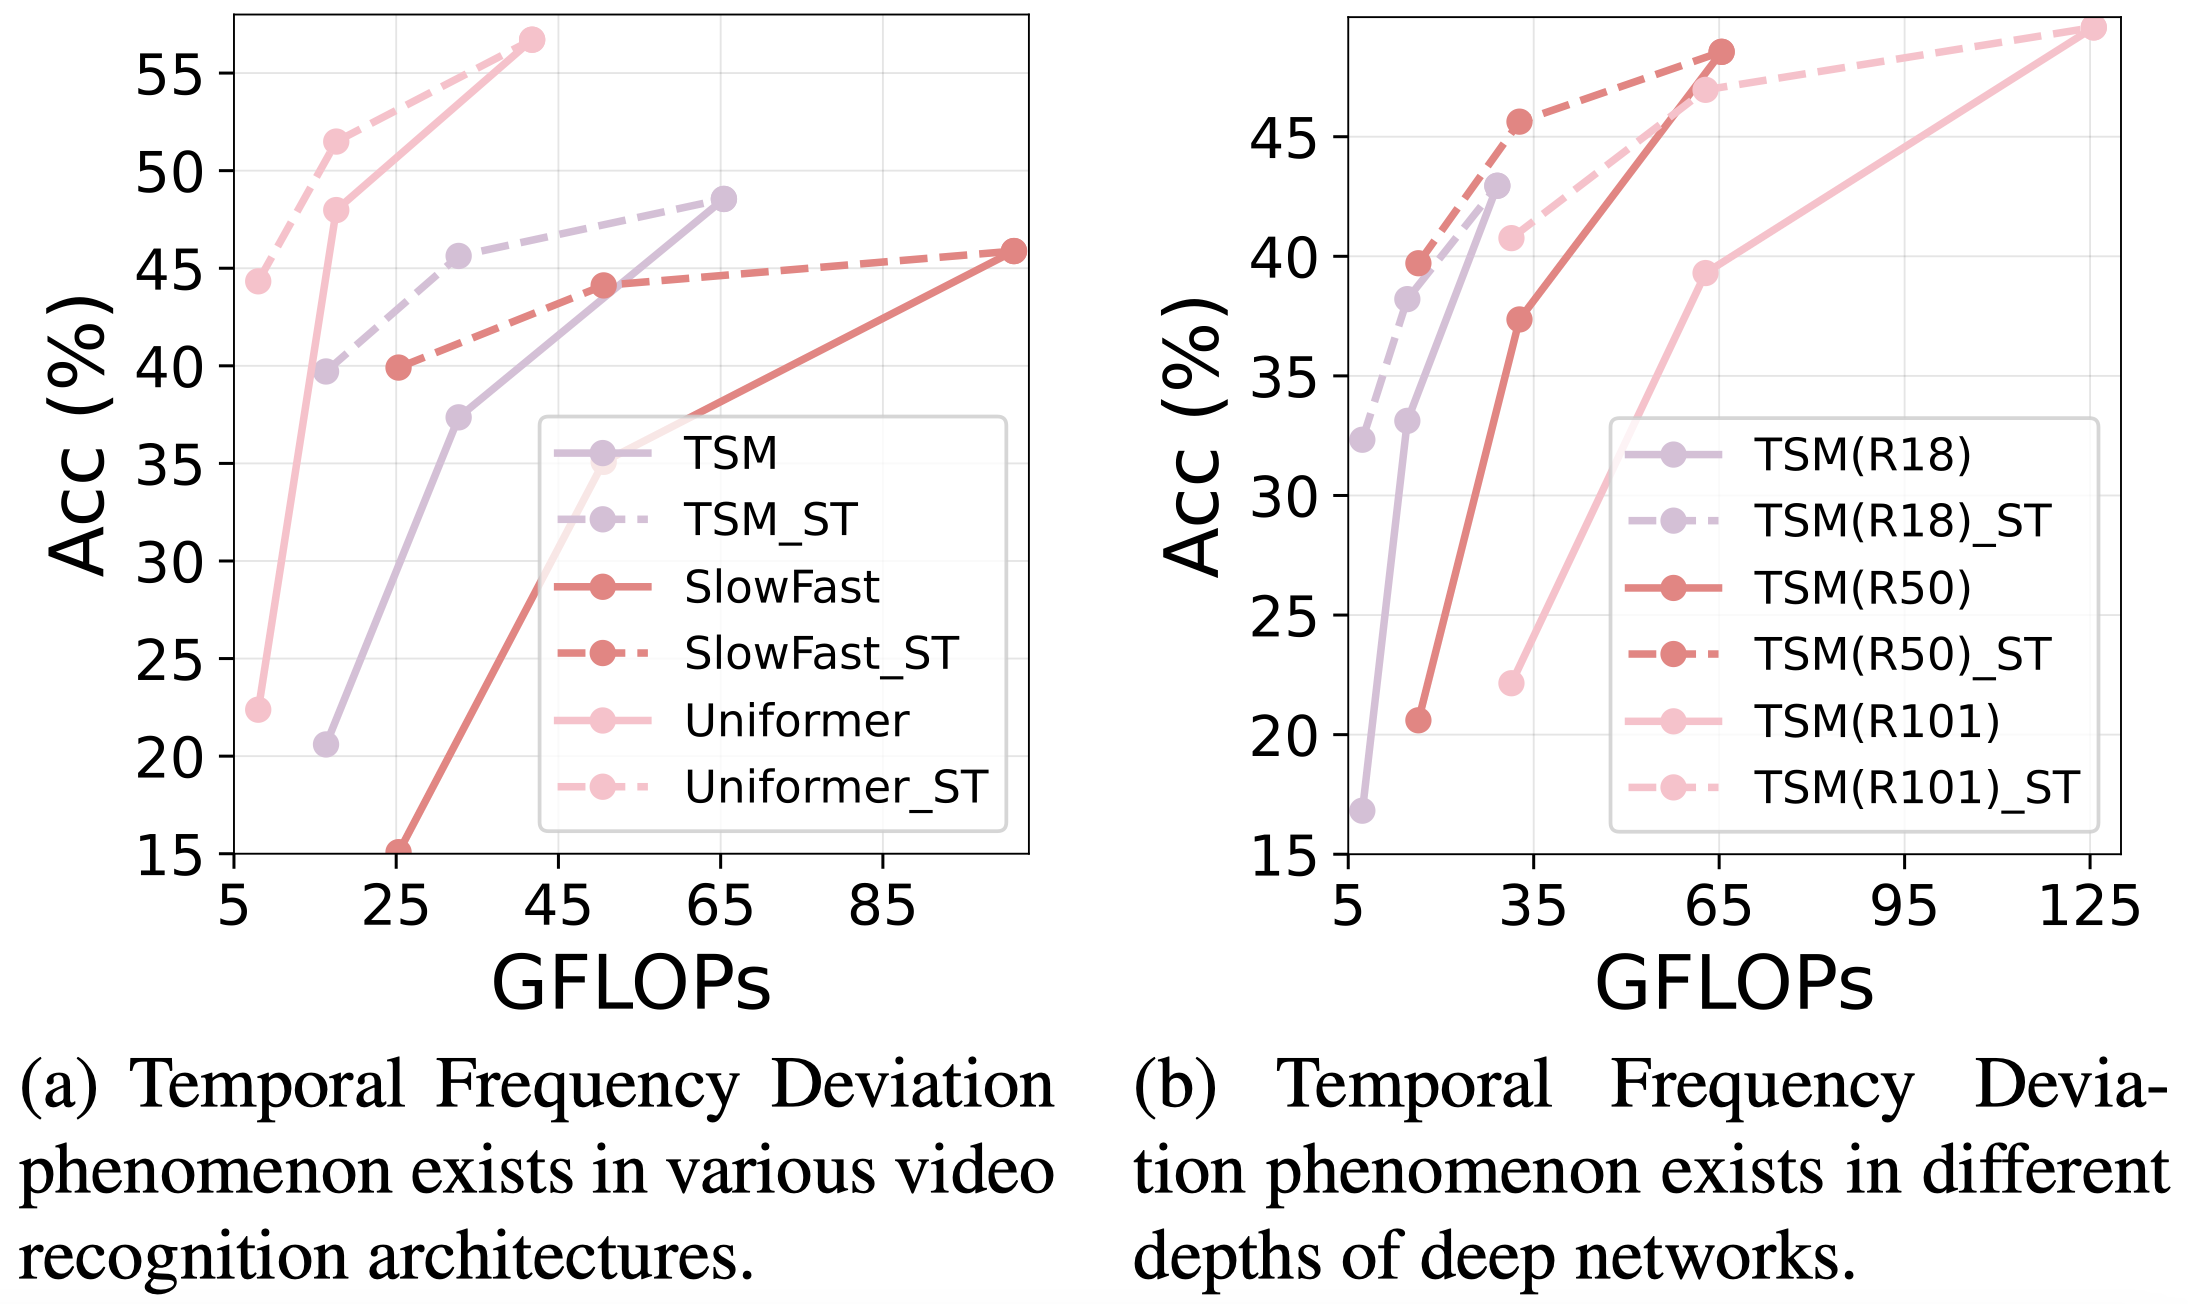 55
50
45
40
35
30
25
20
15
5 25 45 65 85
Acc (%)
GFLOPs
TSM
TSM_ST
SlowFast
SlowFast_ST
Uniformer
Uniformer_ST
(a) Temporal Frequency Deviation
phenomenon exists in various video
recognition architectures.
45
40
35
30
25
20
15
5 35 65 95 125
Acc (%)
GFLOPs
TSM(R18)
TSM(R18)_ST
TSM(R50)
TSM(R50)_ST
TSM(R101)
TSM(R101)_ST
(b) Temporal Frequency Devia-
tion phenomenon exists in different
depths of deep networks.